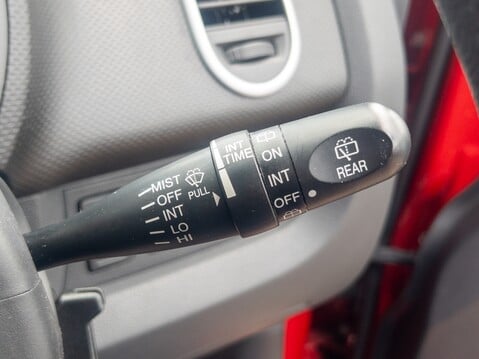 MIST
OFF
INT
LO
HI
PULL
INT
TIME
ON
INT
OFF
REAR